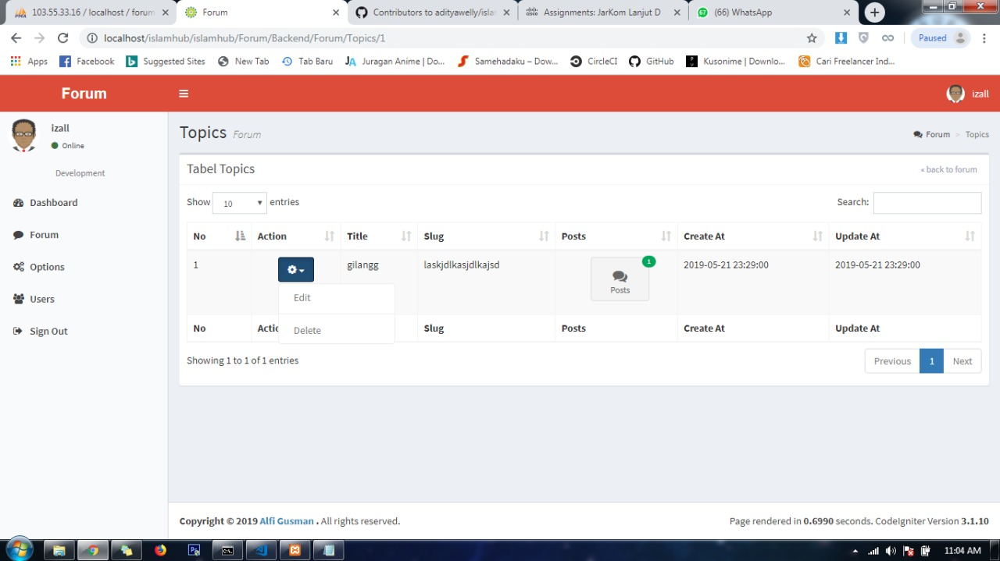 103.55.33.16 / localhost / forum
Forum
Contributors to adityawelly/isla
Assignments: JarKom Lanjut D
(66) WhatsApp
localhost/islamhub/islamhub/Forum/Backend/Forum/Topics/1
Paused
Apps
Facebook
Suggested Sites
New Tab
Tab Baru
Juragan Anime | Do...
Samehadaku – Dow...
CircleCI
GitHub
Kusonime | Downlo...
Cari Freelancer Ind...
Forum
izall
izall
Online
Development
Dashboard
Forum
Options
Users
Sign Out
Topics Forum
Forum > Topics
Tabel Topics
« back to forum
Show 10 entries
Search:
No Action Title Slug Posts Create At Update At
1 gilangg laskjdlkasjdlkajsd 1 Posts 2019-05-21 23:29:00 2019-05-21 23:29:00
Edit
Delete
No Actio Slug Posts Create At Update At
Showing 1 to 1 of 1 entries
Previous 1 Next
Copyright © 2019 Alfi Gusman . All rights reserved.
Page rendered in 0.6990 seconds. CodeIgniter Version 3.1.10
Ps
11:04 AM